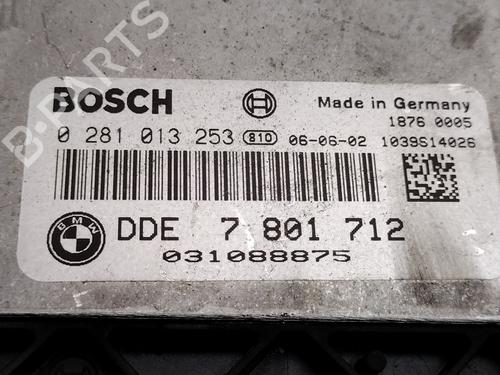 B-PARTS
BOSCH
Made in Germany
1876 0005
0 281 013 253 810 06-06-02 1039S14026
BMW
DDE 7 801 712
031088875